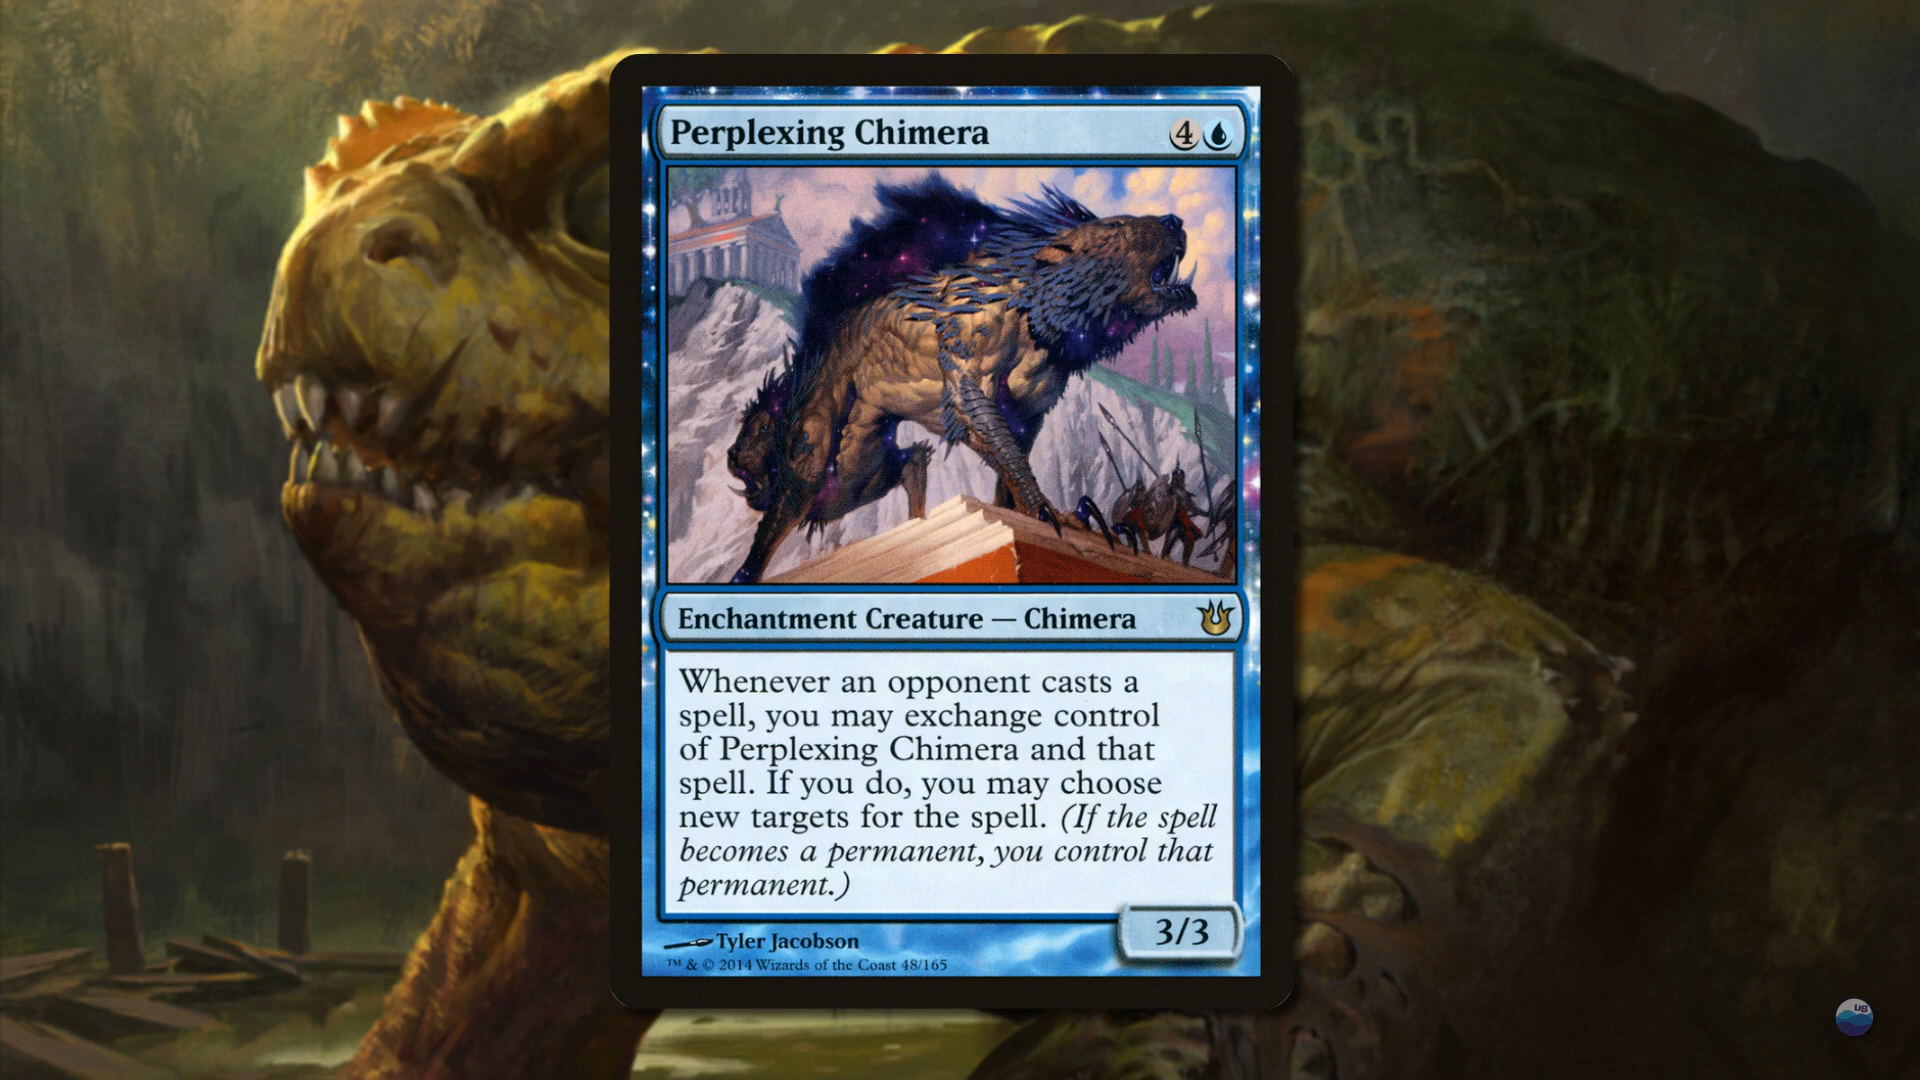 Perplexing Chimera 4
Enchantment Creature — Chimera
Whenever an opponent casts a
spell, you may exchange control
of Perplexing Chimera and that
spell. If you do, you may choose
new targets for the spell. (If the spell
becomes a permanent, you control that
permanent.)
3/3
Tyler Jacobson
™ & © 2014 Wizards of the Coast 48/165
us